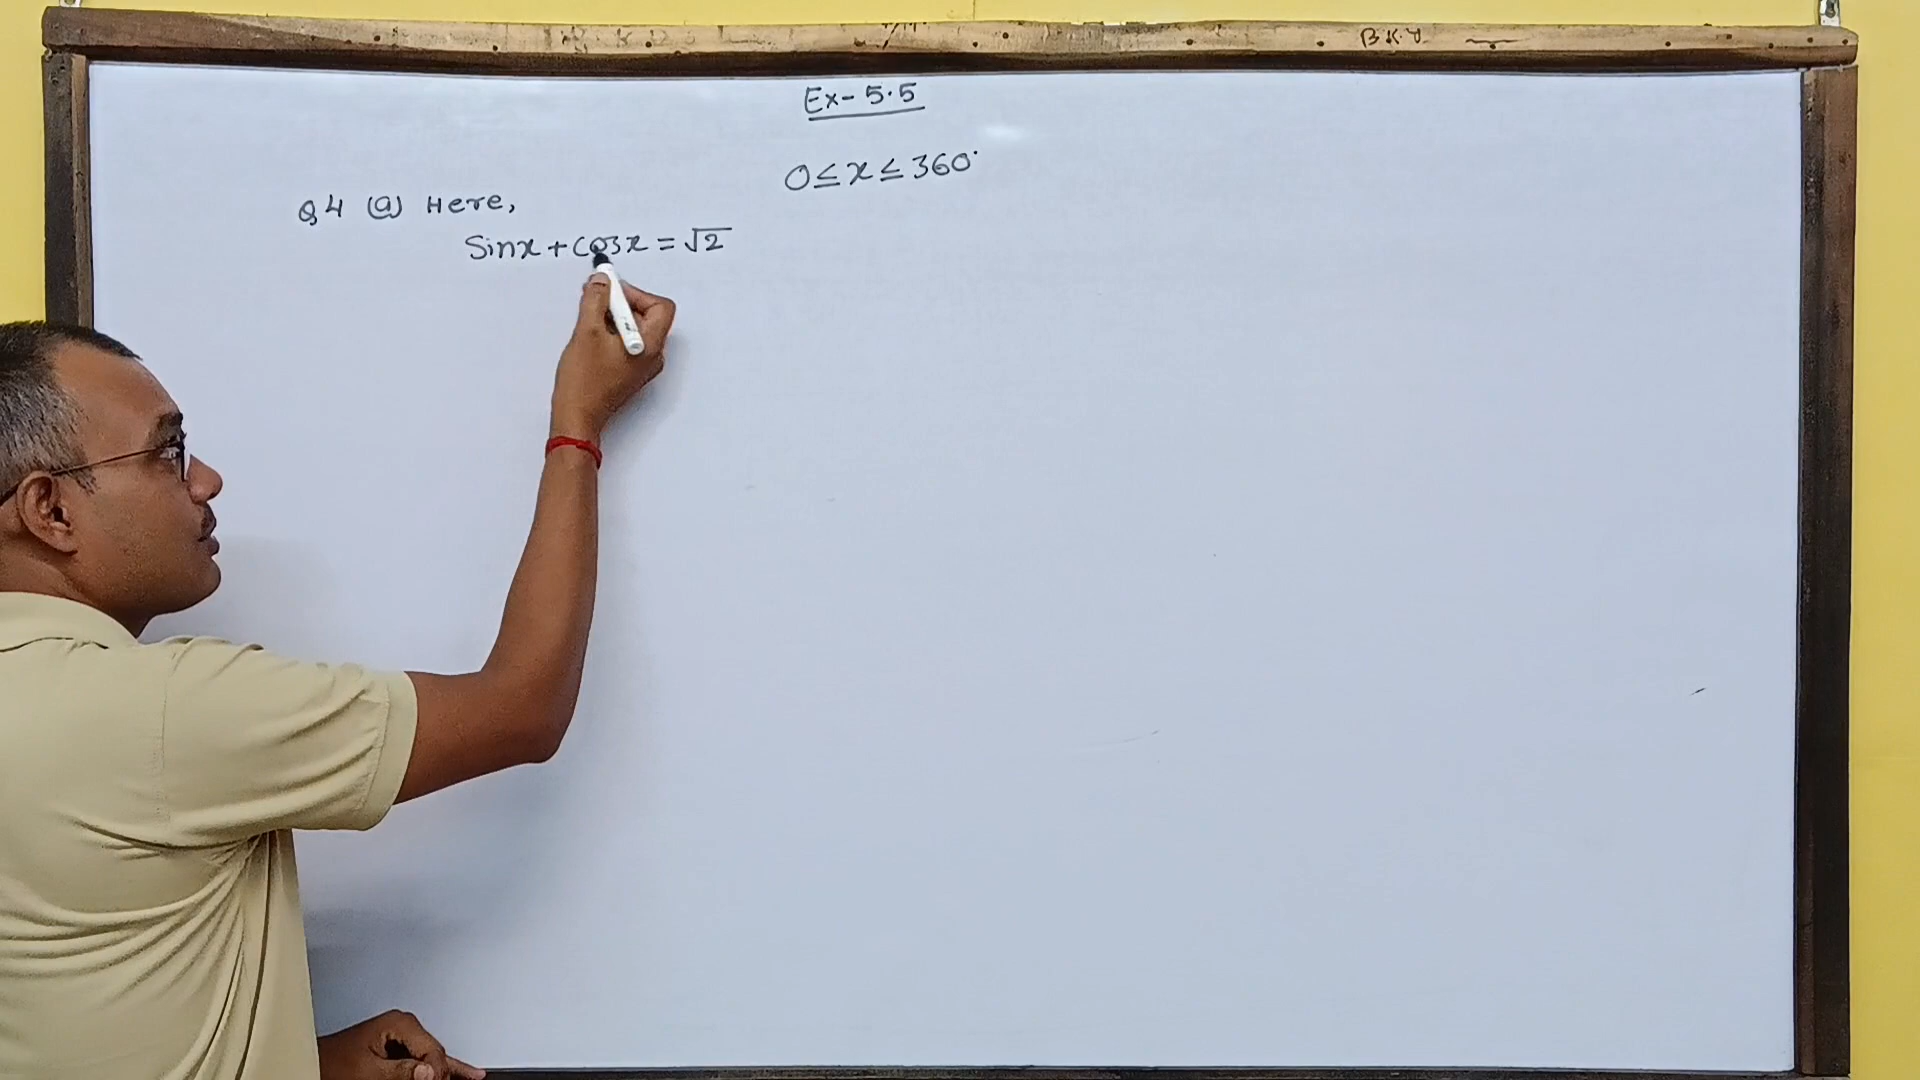 B.K.
Ex- 5.5
0 ≤ x ≤ 360°
Q4 (a) Here,
Sinx + cosx = √2